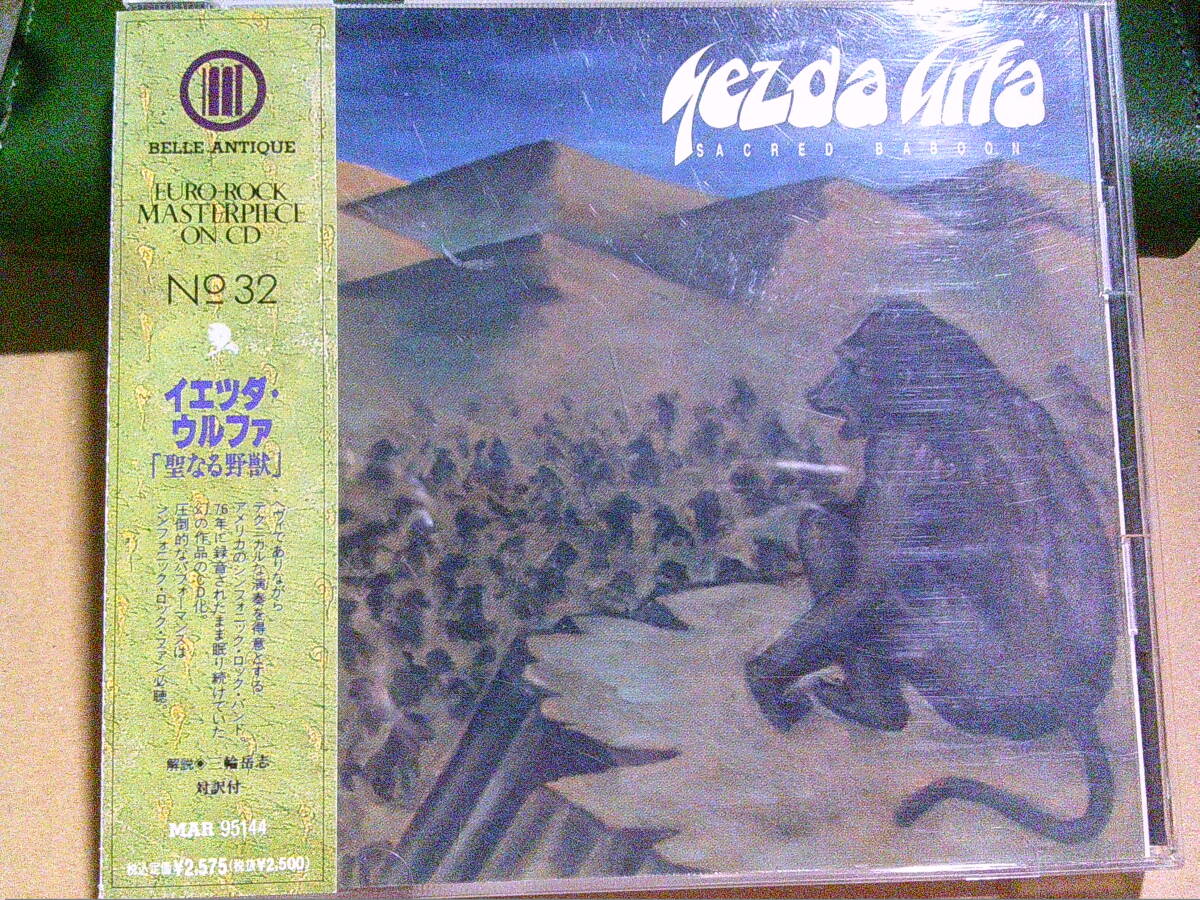 BELLE ANTIQUE
EURO-ROCK
MASTERPIECE
ON CD
No 32
イエツダ・
ウルファ
「聖なる野獣」
ヘヴィでありながら
テクニカルな演奏を得意とする
アメリカのシンフォニック・ロック・バンド。
76年に録音されたまま眠り続けていた
幻の作品のCD化。
圧倒的なパフォーマンスは
シンフォニック・ロック・ファン必聴。
解説◉三輪岳志
対訳付
MAR 95144
税込定価¥2,575(税抜¥2,500)
Yezda Urfa
SACRED BABOON